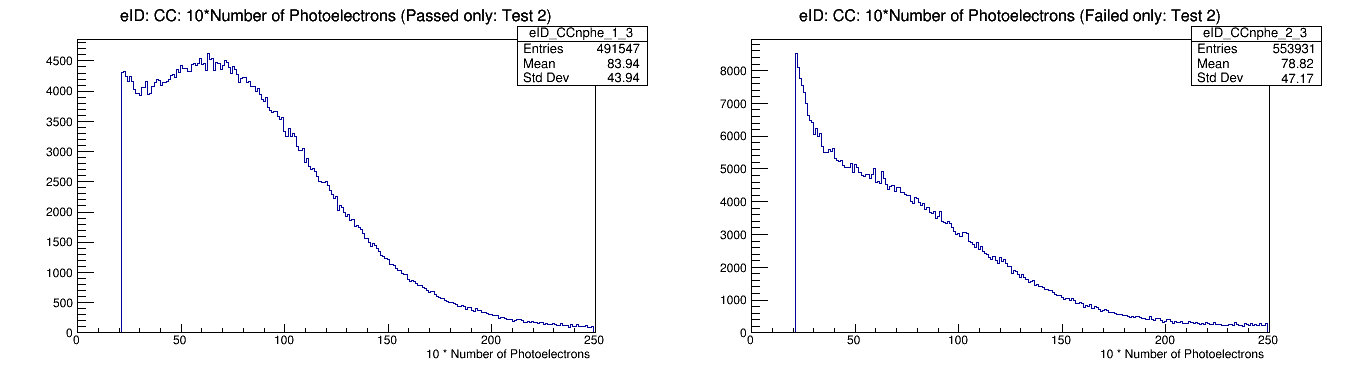 eID: CC: 10*Number of Photoelectrons (Passed only: Test 2)
eID_CCnphe_1_3
Entries 491547
Mean 83.94
Std Dev 43.94
4500
4000
3500
3000
2500
2000
1500
1000
500
0
0 50 100 150 200 250
10 * Number of Photoelectrons
eID: CC: 10*Number of Photoelectrons (Failed only: Test 2)
eID_CCnphe_2_3
Entries 553931
Mean 78.82
Std Dev 47.17
8000
7000
6000
5000
4000
3000
2000
1000
0
0 50 100 150 200 250
10 * Number of Photoelectrons